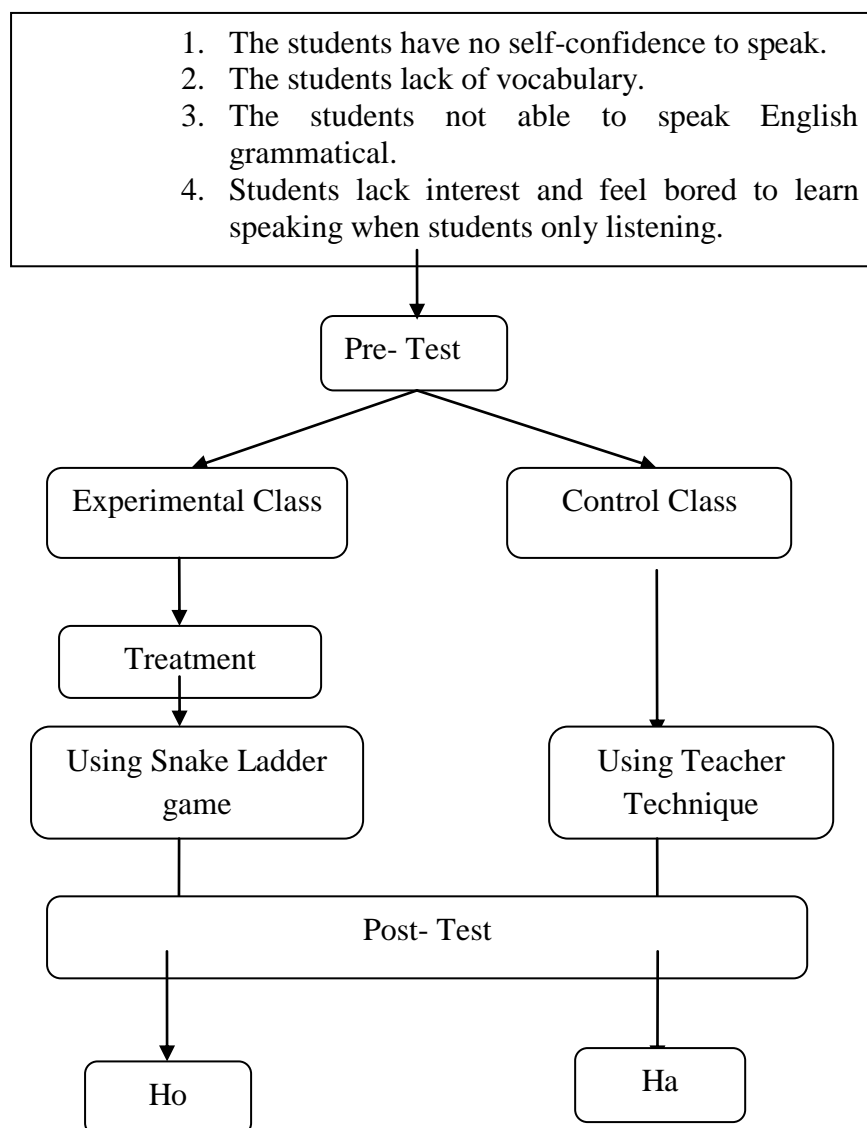 1. The students have no self-confidence to speak.
2. The students lack of vocabulary.
3. The students not able to speak English
grammatical.
4. Students lack interest and feel bored to learn
speaking when students only listening.
Pre- Test
Experimental Class
Control Class
Treatment
Using Snake Ladder
game
Using Teacher
Technique
Post- Test
Ho
Ha